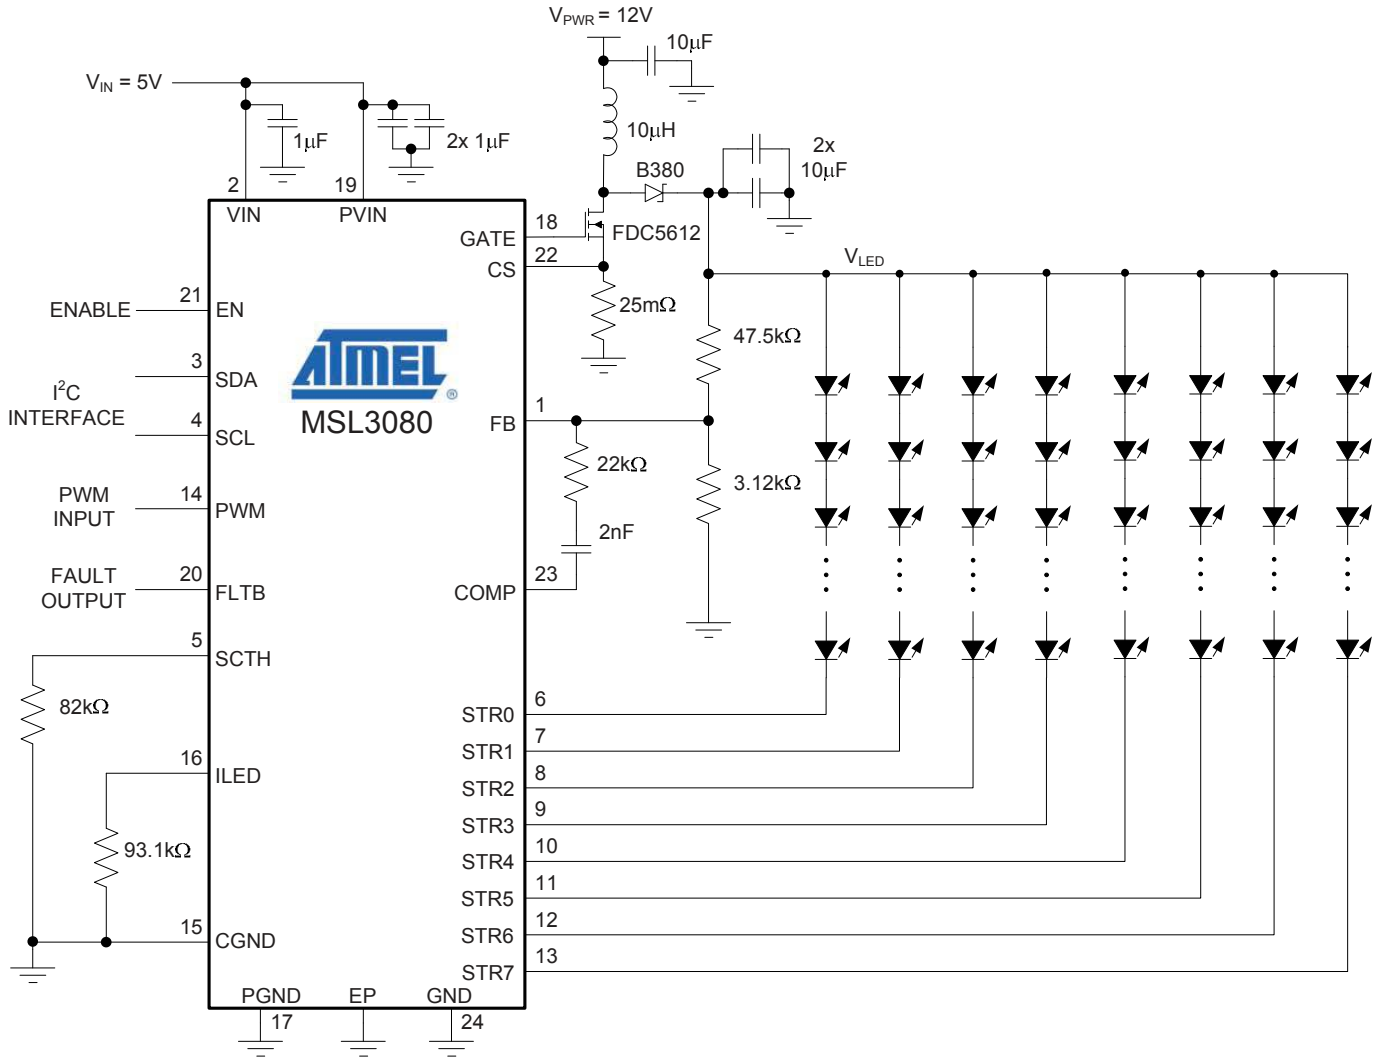 V_PWR = 12V
10μF
V_IN = 5V
1μF
2x 1μF
10μH
2x
10μF
B380
2
19
VIN
PVIN
18
GATE
FDC5612
22
CS
V_LED
25mΩ
47.5kΩ
21
ENABLE
EN
ATMEL®
MSL3080
3
SDA
I²C
INTERFACE
4
SCL
1
FB
22kΩ
3.12kΩ
2nF
PWM
INPUT
14
PWM
FAULT
OUTPUT
20
FLTB
23
COMP
5
SCTH
82kΩ
6
STR0
7
STR1
16
ILED
8
STR2
9
STR3
93.1kΩ
10
STR4
11
STR5
15
CGND
12
STR6
13
STR7
PGND
EP
GND
17
24